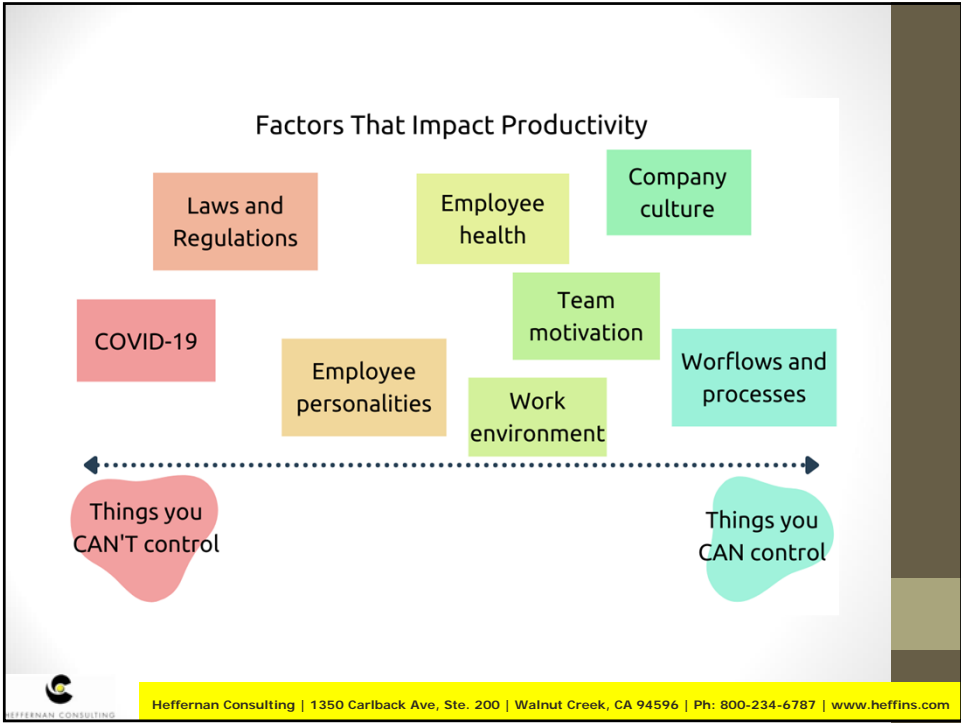 Factors That Impact Productivity
Company
culture
Laws and
Regulations
Employee
health
Team
motivation
COVID-19
Employee
personalities
Worflows and
processes
Work
environment
Things you
CAN'T control
Things you
CAN control
HEFFERNAN CONSULTING
Heffernan Consulting | 1350 Carlback Ave, Ste. 200 | Walnut Creek, CA 94596 | Ph: 800-234-6787 | www.heffins.com